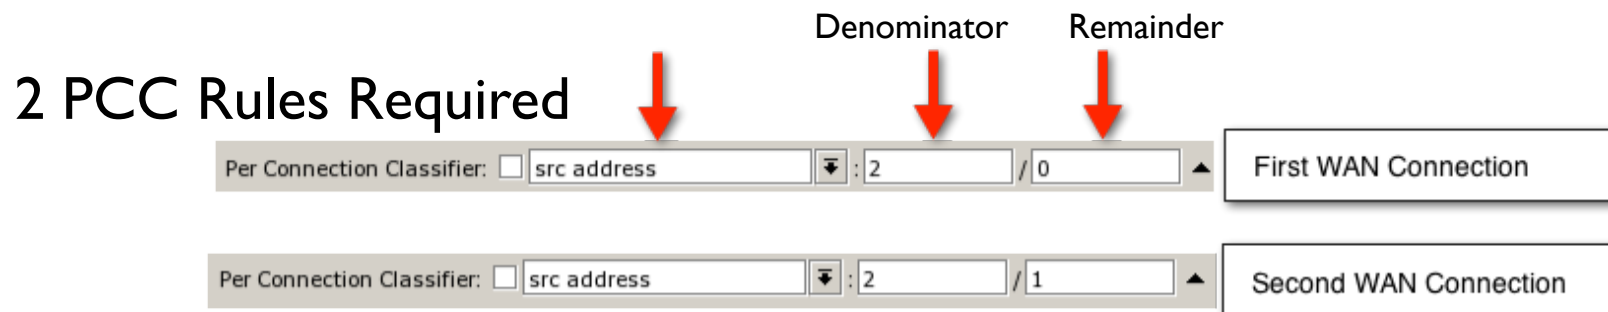 Denominator Remainder
2 PCC Rules Required
Per Connection Classifier: src address : 2 / 0 First WAN Connection
Per Connection Classifier: src address : 2 / 1 Second WAN Connection